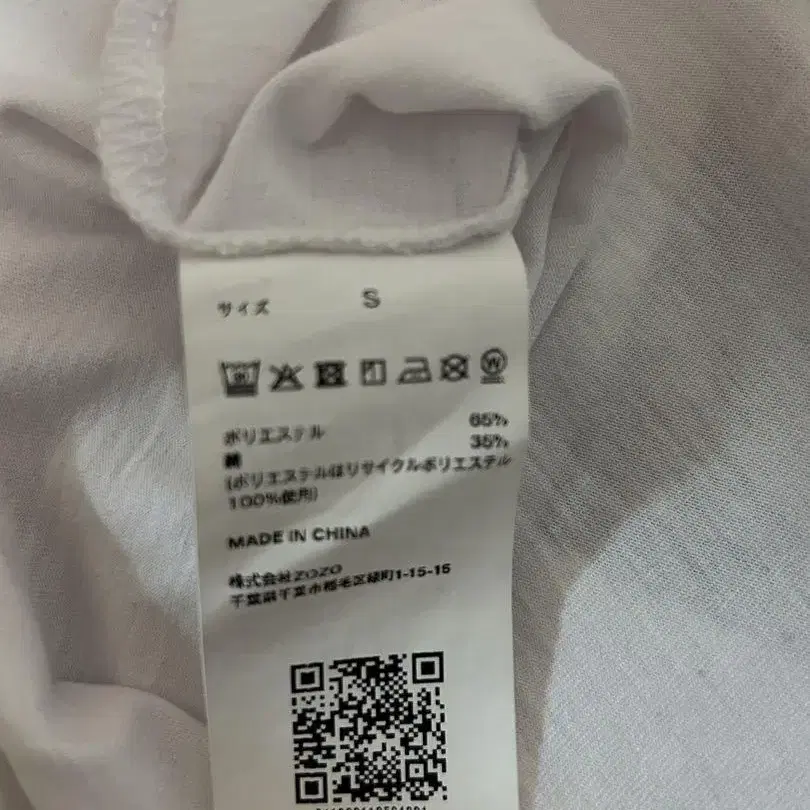 サイズ S
ポリエステル 65%
綿 35%
(ポリエステルはリサイクルポリエステル
100%使用)
MADE IN CHINA
株式会社ZOZO
千葉県千葉市稲毛区緑町1-15-16